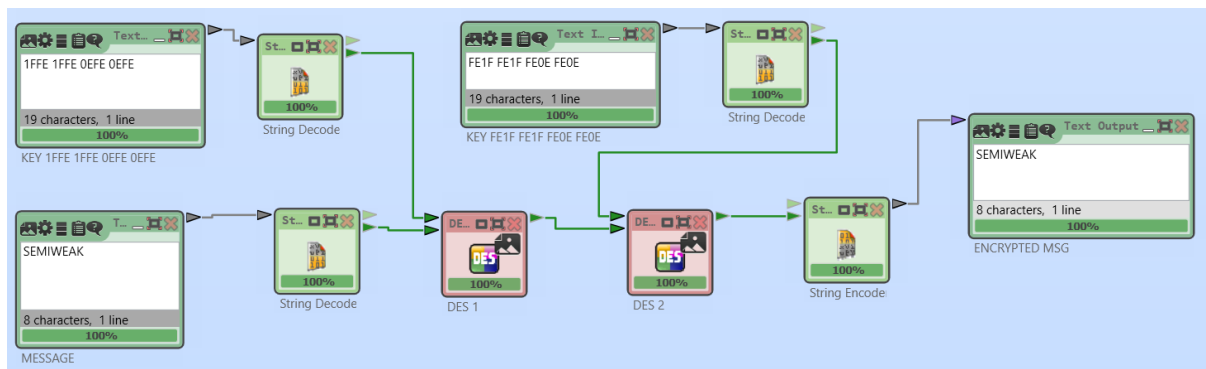 Text...
1FFE 1FFE 0EFE 0EFE
19 characters, 1 line
100%
KEY 1FFE 1FFE 0EFE 0EFE
St...
100%
String Decode
Text I...
FE1F FE1F FE0E FE0E
19 characters, 1 line
100%
KEY FE1F FE1F FE0E FE0E
St...
100%
String Decode
Text Output
SEMIWEAK
8 characters, 1 line
100%
ENCRYPTED MSG
T...
SEMIWEAK
8 characters, 1 line
100%
MESSAGE
St...
100%
String Decode
DE...
DES
100%
DES 1
DE...
DES
100%
DES 2
St...
100%
String Encode